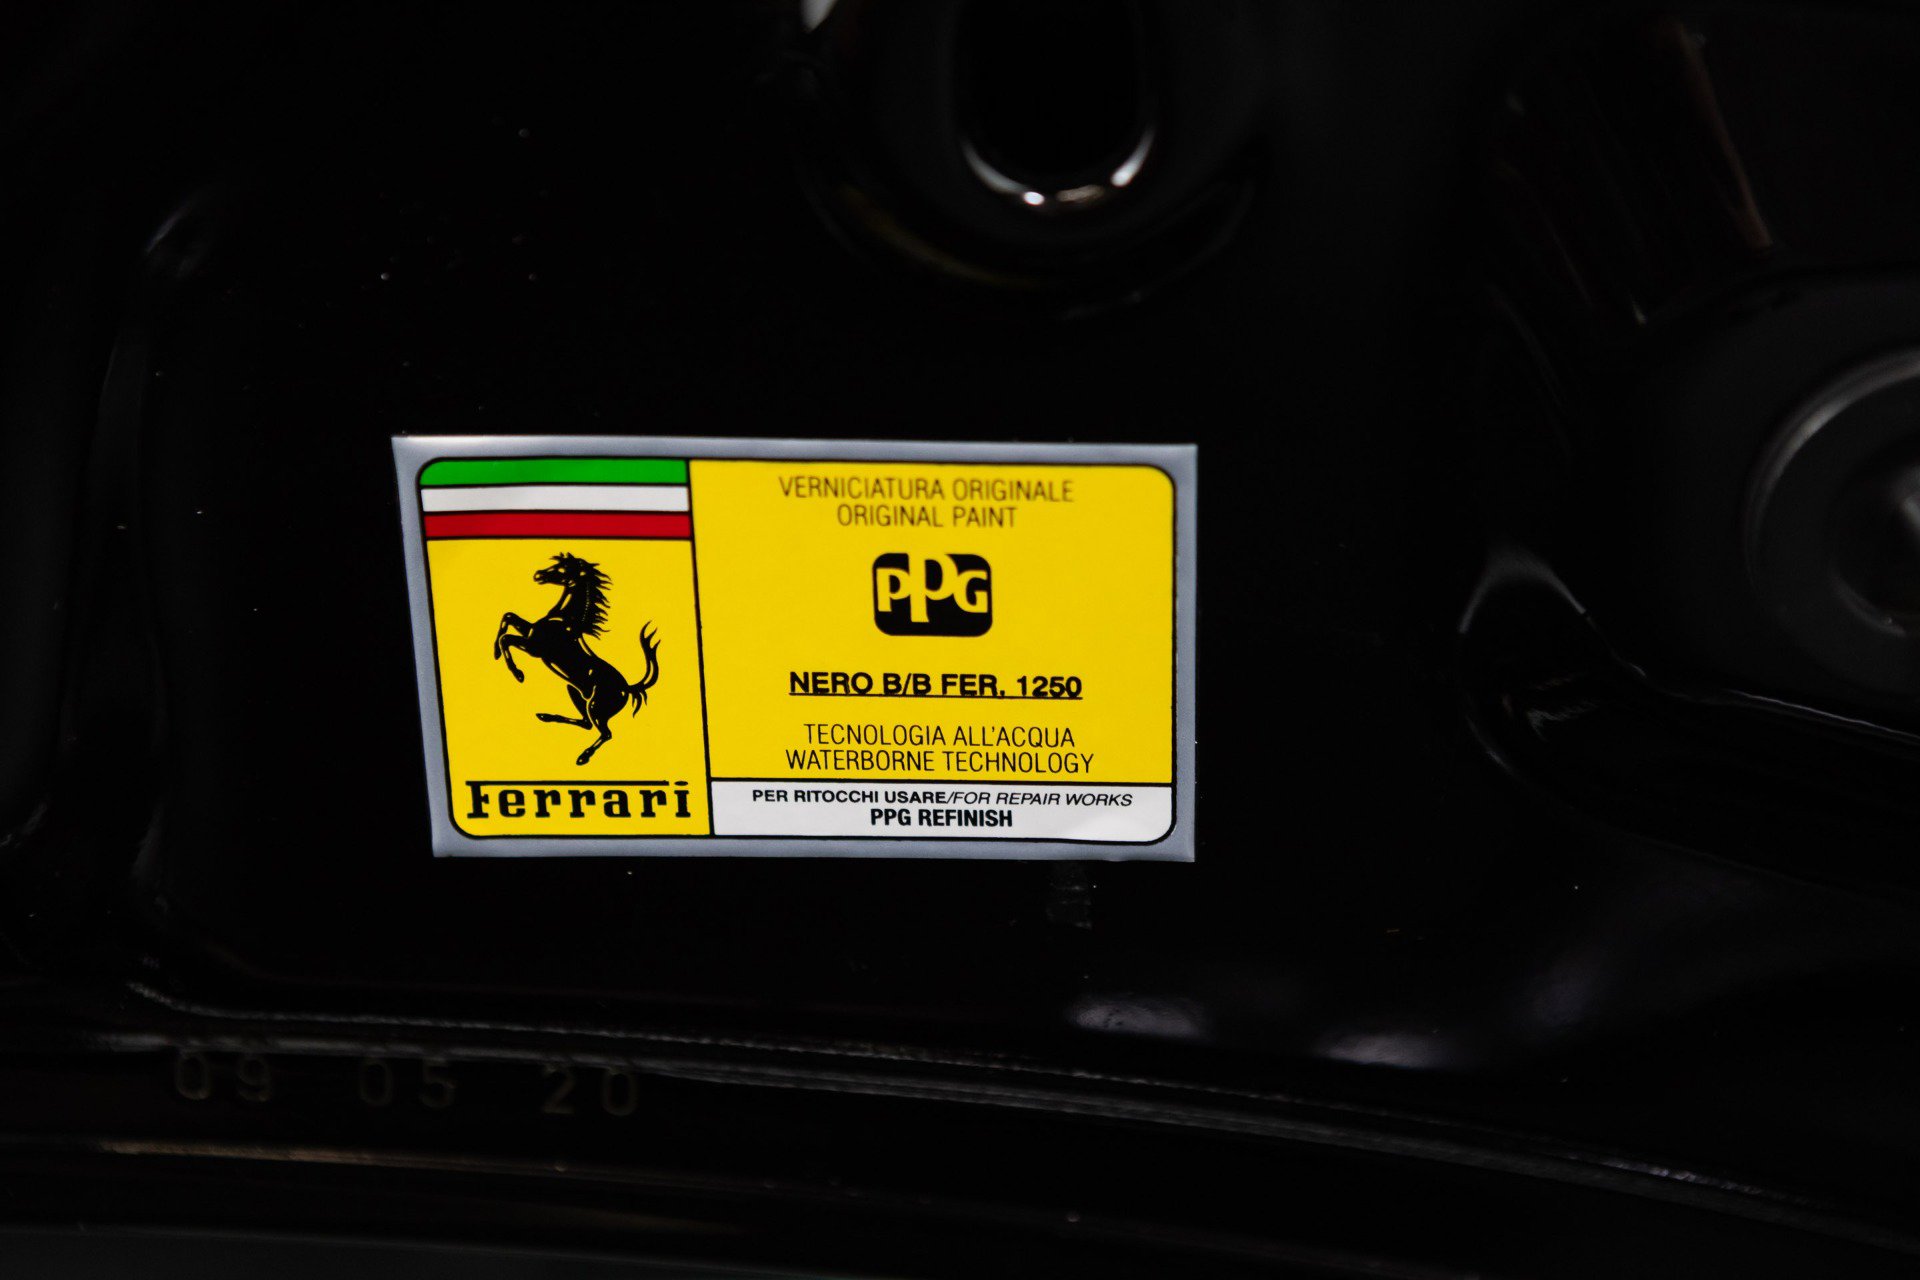 VERNICIATURA ORIGINALE
ORIGINAL PAINT
PPG
NERO B/B FER. 1250
TECNOLOGIA ALL'ACQUA
WATERBORNE TECHNOLOGY
Ferrari
PER RITOCCHI USARE/FOR REPAIR WORKS
PPG REFINISH
09 05 20